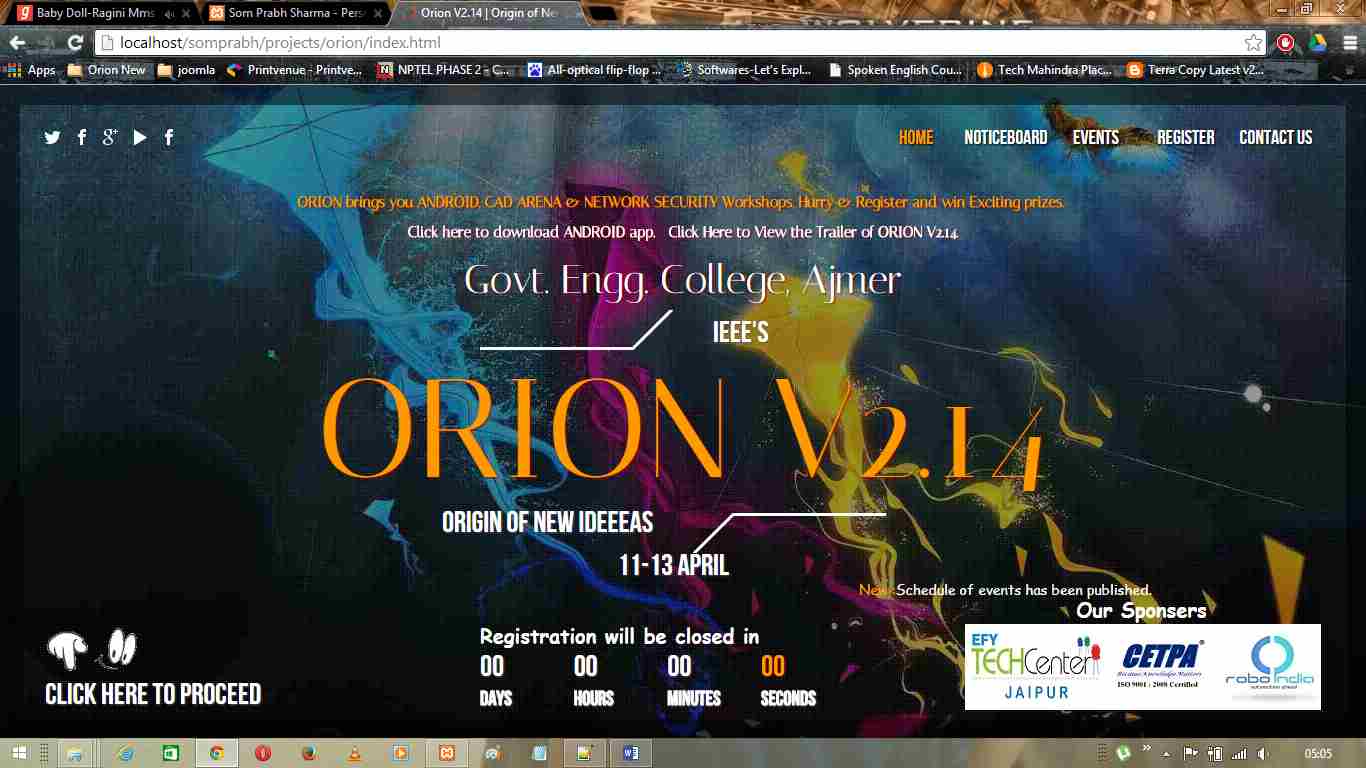 Baby Doll-Ragini Mms
Som Prabh Sharma - Pers
Orion V2.14 | Origin of Ne
WOLVERINE
localhost/somprabh/projects/orion/index.html
Apps
Orion New
joomla
Printvenue - Printve...
NPTEL PHASE 2 - C...
All-optical flip-flop ...
Softwares-Let's Expl...
Spoken English Cou...
Tech Mahindra Plac...
Terra Copy Latest v2...
HOME NOTICEBOARD EVENTS REGISTER CONTACT US
ORION brings you ANDROID, CAD ARENA & NETWORK SECURITY Workshops. Hurry & Register and win Exciting prizes.
Click here to download ANDROID app. Click Here to View the Trailer of ORION V2.14
Govt. Engg. College, Ajmer
IEEE'S
ORION V2.14
ORIGIN OF NEW IDEEEAS
11-13 APRIL
New: Schedule of events has been published.
Our Sponsers
EFY
TECHCenter
JAIPUR
CETPA
Because Knowledge Matters
ISO 9001 : 2008 Certified
robo india
CLICK HERE TO PROCEED
Registration will be closed in
00 00 00 00
DAYS HOURS MINUTES SECONDS
05:05